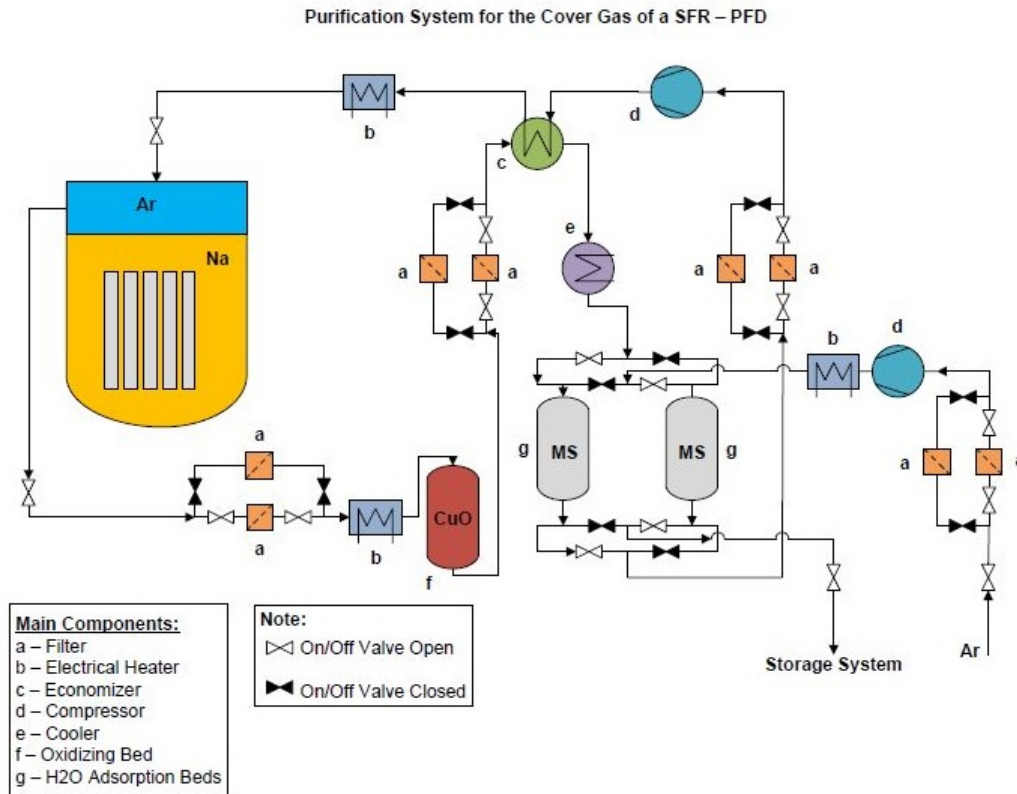 Purification System for the Cover Gas of a SFR – PFD
b
d
c
Ar
Na
e
a
a
a
a
d
b
g
MS
MS
g
a
a
a
CuO
b
a
f
Main Components:
a – Filter
b – Electrical Heater
c – Economizer
d – Compressor
e – Cooler
f – Oxidizing Bed
g – H2O Adsorption Beds
Note:
On/Off Valve Open
On/Off Valve Closed
Storage System
Ar